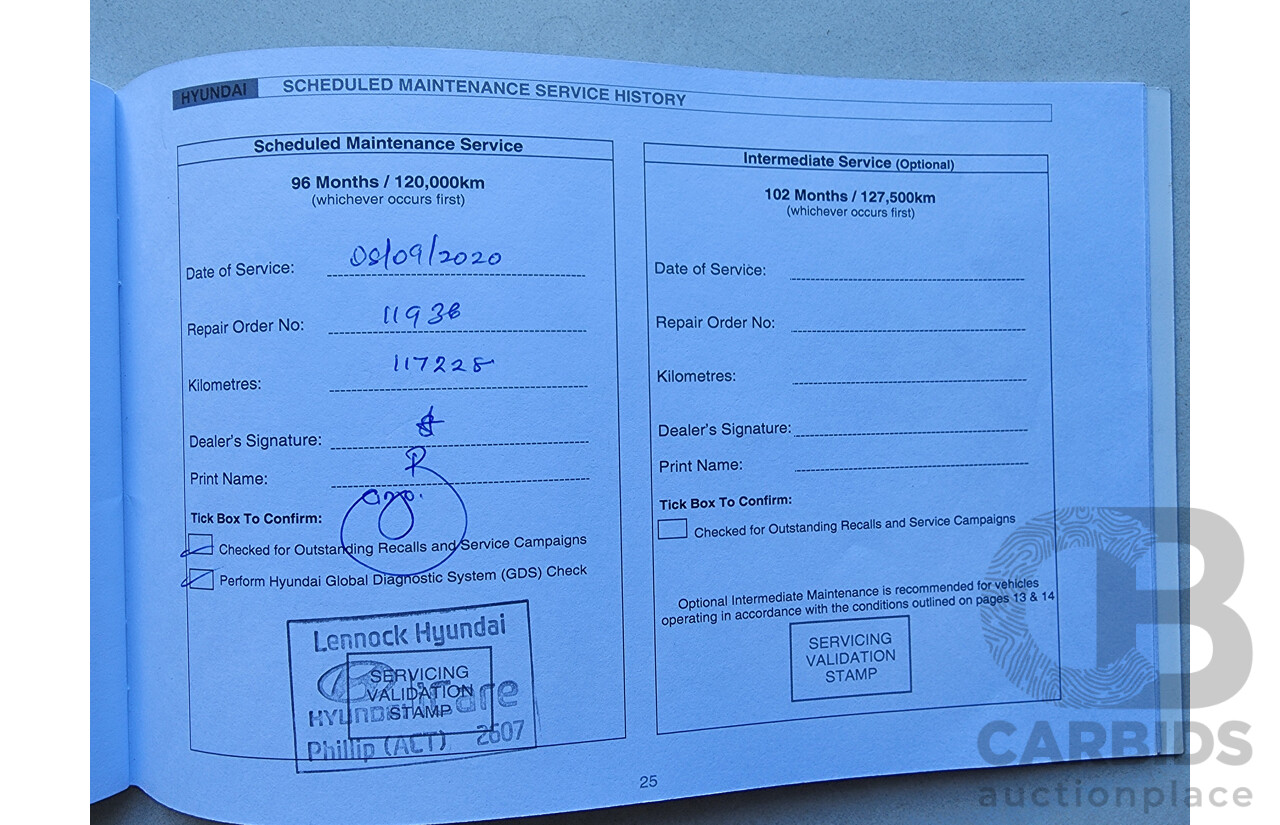 HYUNDAI SCHEDULED MAINTENANCE SERVICE HISTORY
Scheduled Maintenance Service
96 Months / 120,000km
(whichever occurs first)
Date of Service: 08/09/2020
Repair Order No: 11936
Kilometres: 117228
Dealer's Signature:
Print Name:
Tick Box To Confirm:
Checked for Outstanding Recalls and Service Campaigns
Perform Hyundai Global Diagnostic System (GDS) Check
Lennock Hyundai
SERVICING
VALIDATION
STAMP
HYUNDAI
Phillip (ACT) 2607
Intermediate Service (Optional)
102 Months / 127,500km
(whichever occurs first)
Date of Service:
Repair Order No:
Kilometres:
Dealer's Signature:
Print Name:
Tick Box To Confirm:
Checked for Outstanding Recalls and Service Campaigns
Optional Intermediate Maintenance is recommended for vehicles
operating in accordance with the conditions outlined on pages 13 & 14
SERVICING
VALIDATION
STAMP
25
CB
CARBIDS
auctionplace